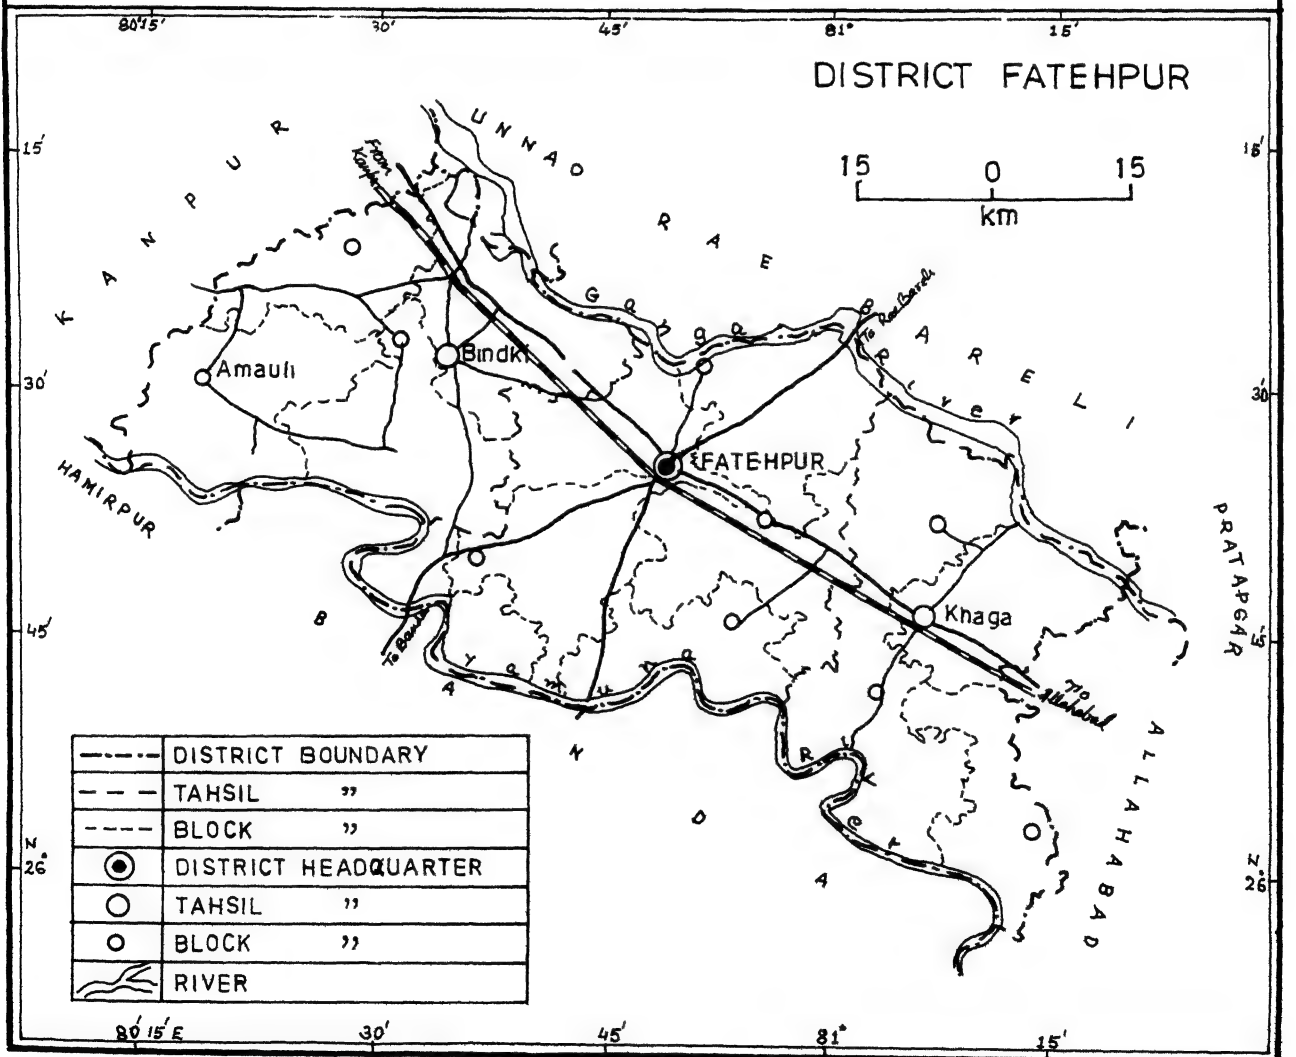 80°15' 30' 45' 81° 15'
DISTRICT FATEHPUR
15 0 15
km
15' 15'
UNNAO
KANPUR
From
RAE
BARELI
Ganga
River
To Rae Bareli
Bindki
Amauli
30' 30'
FATEHPUR
HAMIRPUR
PRATAPGAR
Khaga
45' 45'
To Banda
To
Allahabad
Yamuna
River
BANDA
ALLAHABAD
DISTRICT BOUNDARY
TAHSIL "
BLOCK "
DISTRICT HEADQUARTER
TAHSIL "
BLOCK "
RIVER
N
26°
N
26°
80°15'E 30' 45' 81° 15'